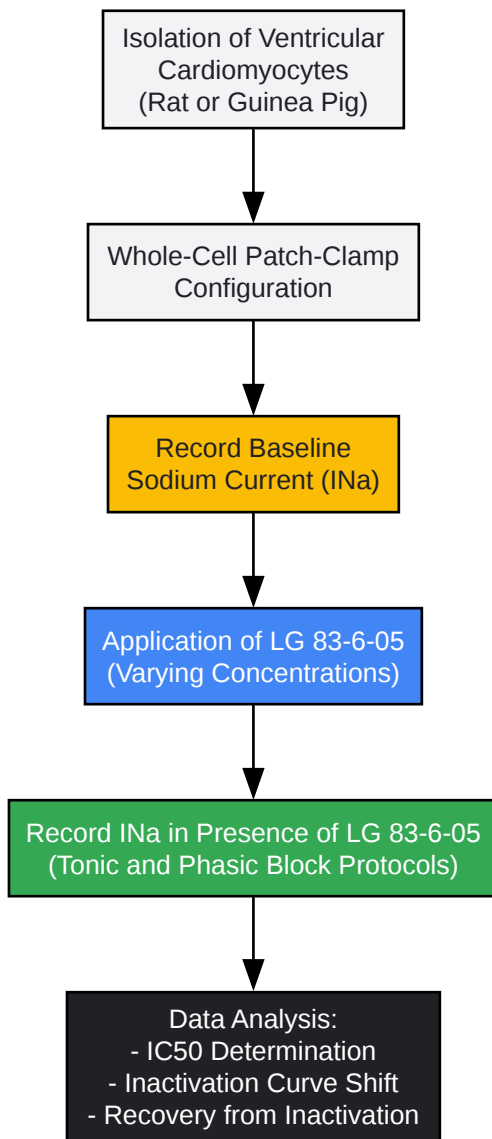 Isolation of Ventricular
Cardiomyocytes
(Rat or Guinea Pig)
Whole-Cell Patch-Clamp
Configuration
Record Baseline
Sodium Current (INa)
Application of LG 83-6-05
(Varying Concentrations)
Record INa in Presence of LG 83-6-05
(Tonic and Phasic Block Protocols)
Data Analysis:
- IC50 Determination
- Inactivation Curve Shift
- Recovery from Inactivation